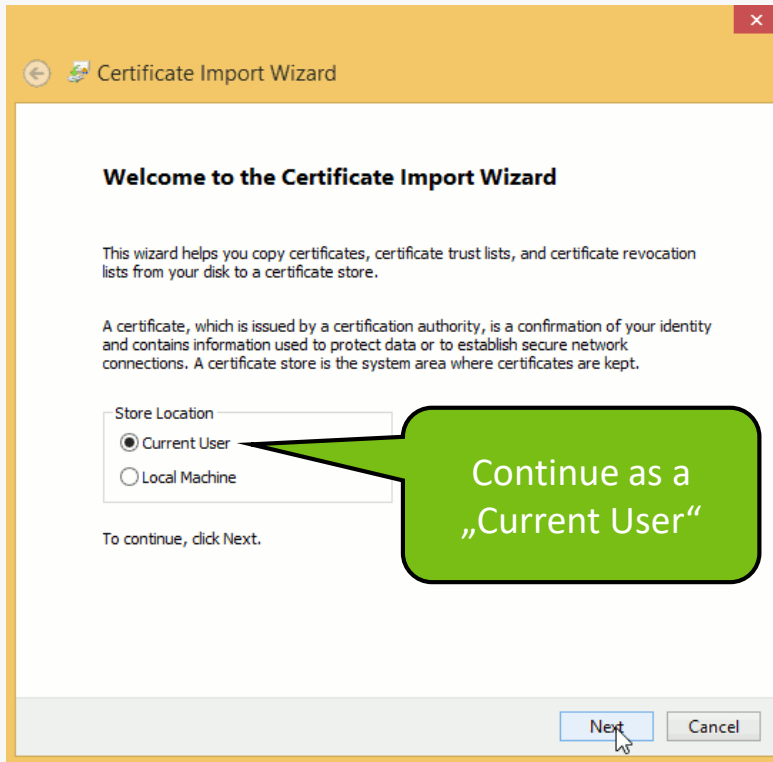 Certificate Import Wizard
Welcome to the Certificate Import Wizard
This wizard helps you copy certificates, certificate trust lists, and certificate revocation
lists from your disk to a certificate store.
A certificate, which is issued by a certification authority, is a confirmation of your identity
and contains information used to protect data or to establish secure network
connections. A certificate store is the system area where certificates are kept.
Store Location
Current User
Local Machine
Continue as a
„Current User“
To continue, click Next.
Next
Cancel